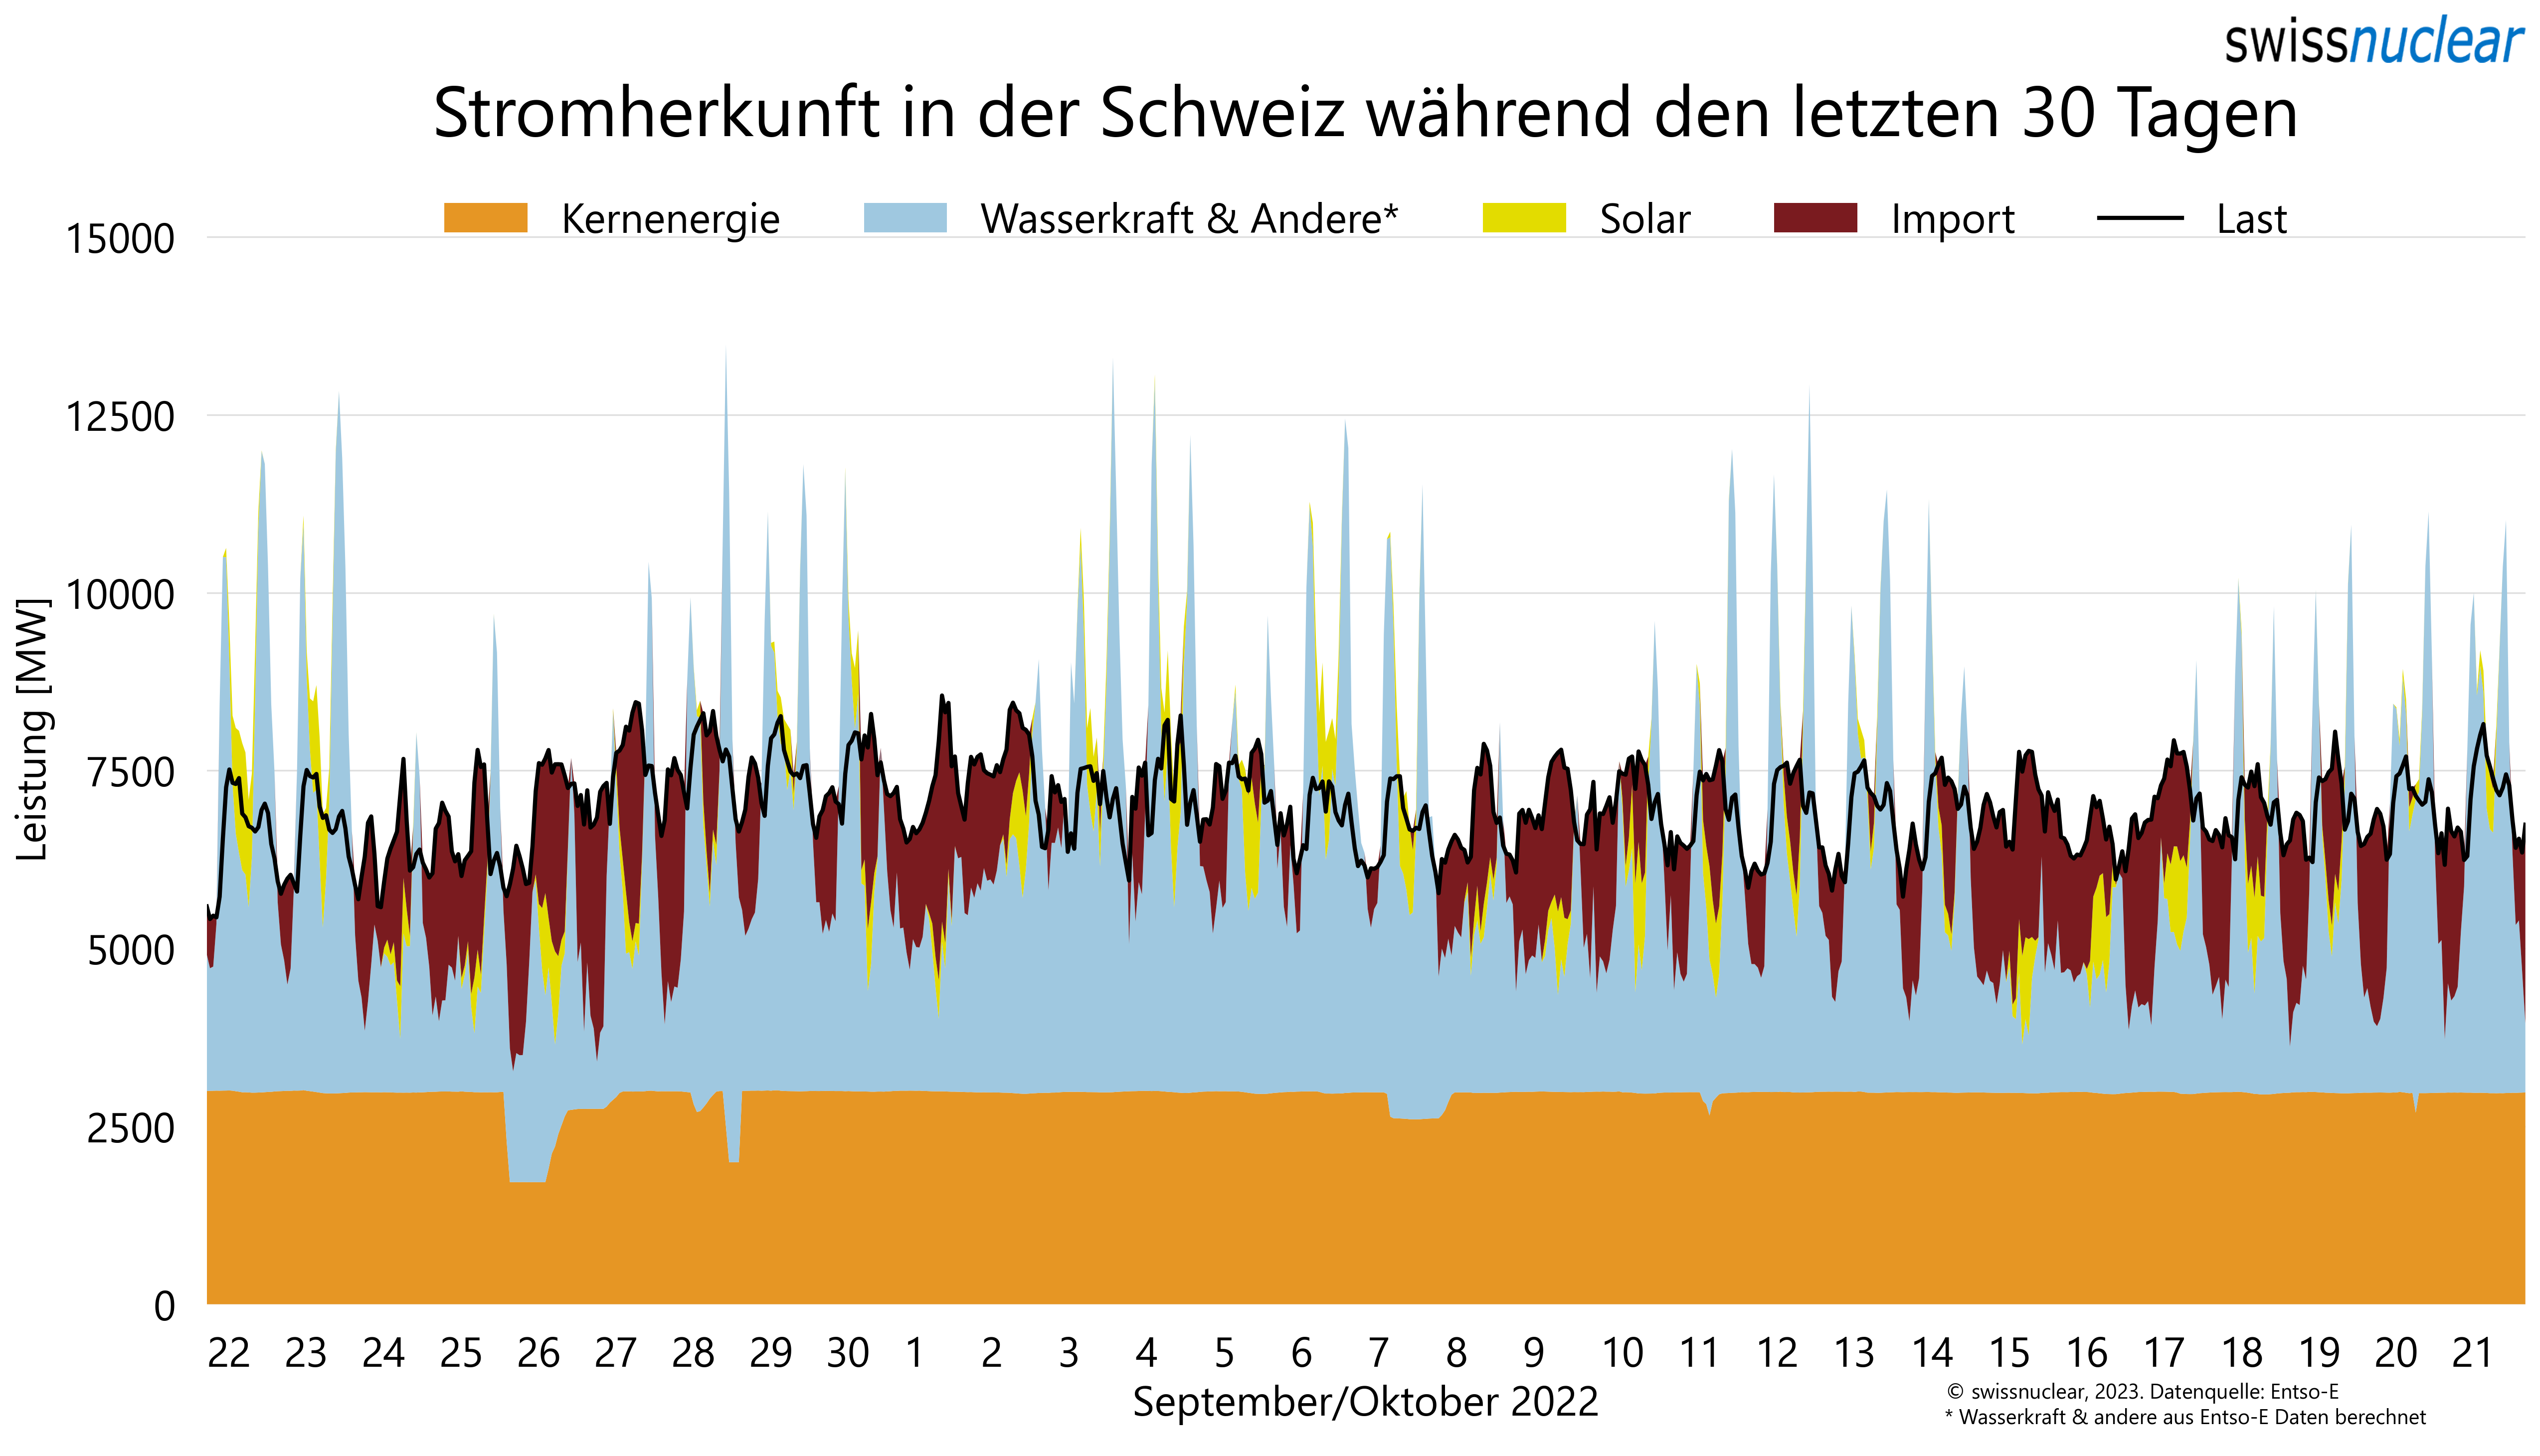 swissnuclear
Stromherkunft in der Schweiz während den letzten 30 Tagen
Kernenergie Wasserkraft & Andere* Solar Import Last
15000
12500
10000
7500
5000
2500
0
Leistung [MW]
22 23 24 25 26 27 28 29 30 1 2 3 4 5 6 7 8 9 10 11 12 13 14 15 16 17 18 19 20 21
September/Oktober 2022
© swissnuclear, 2023. Datenquelle: Entso-E
* Wasserkraft & andere aus Entso-E Daten berechnet